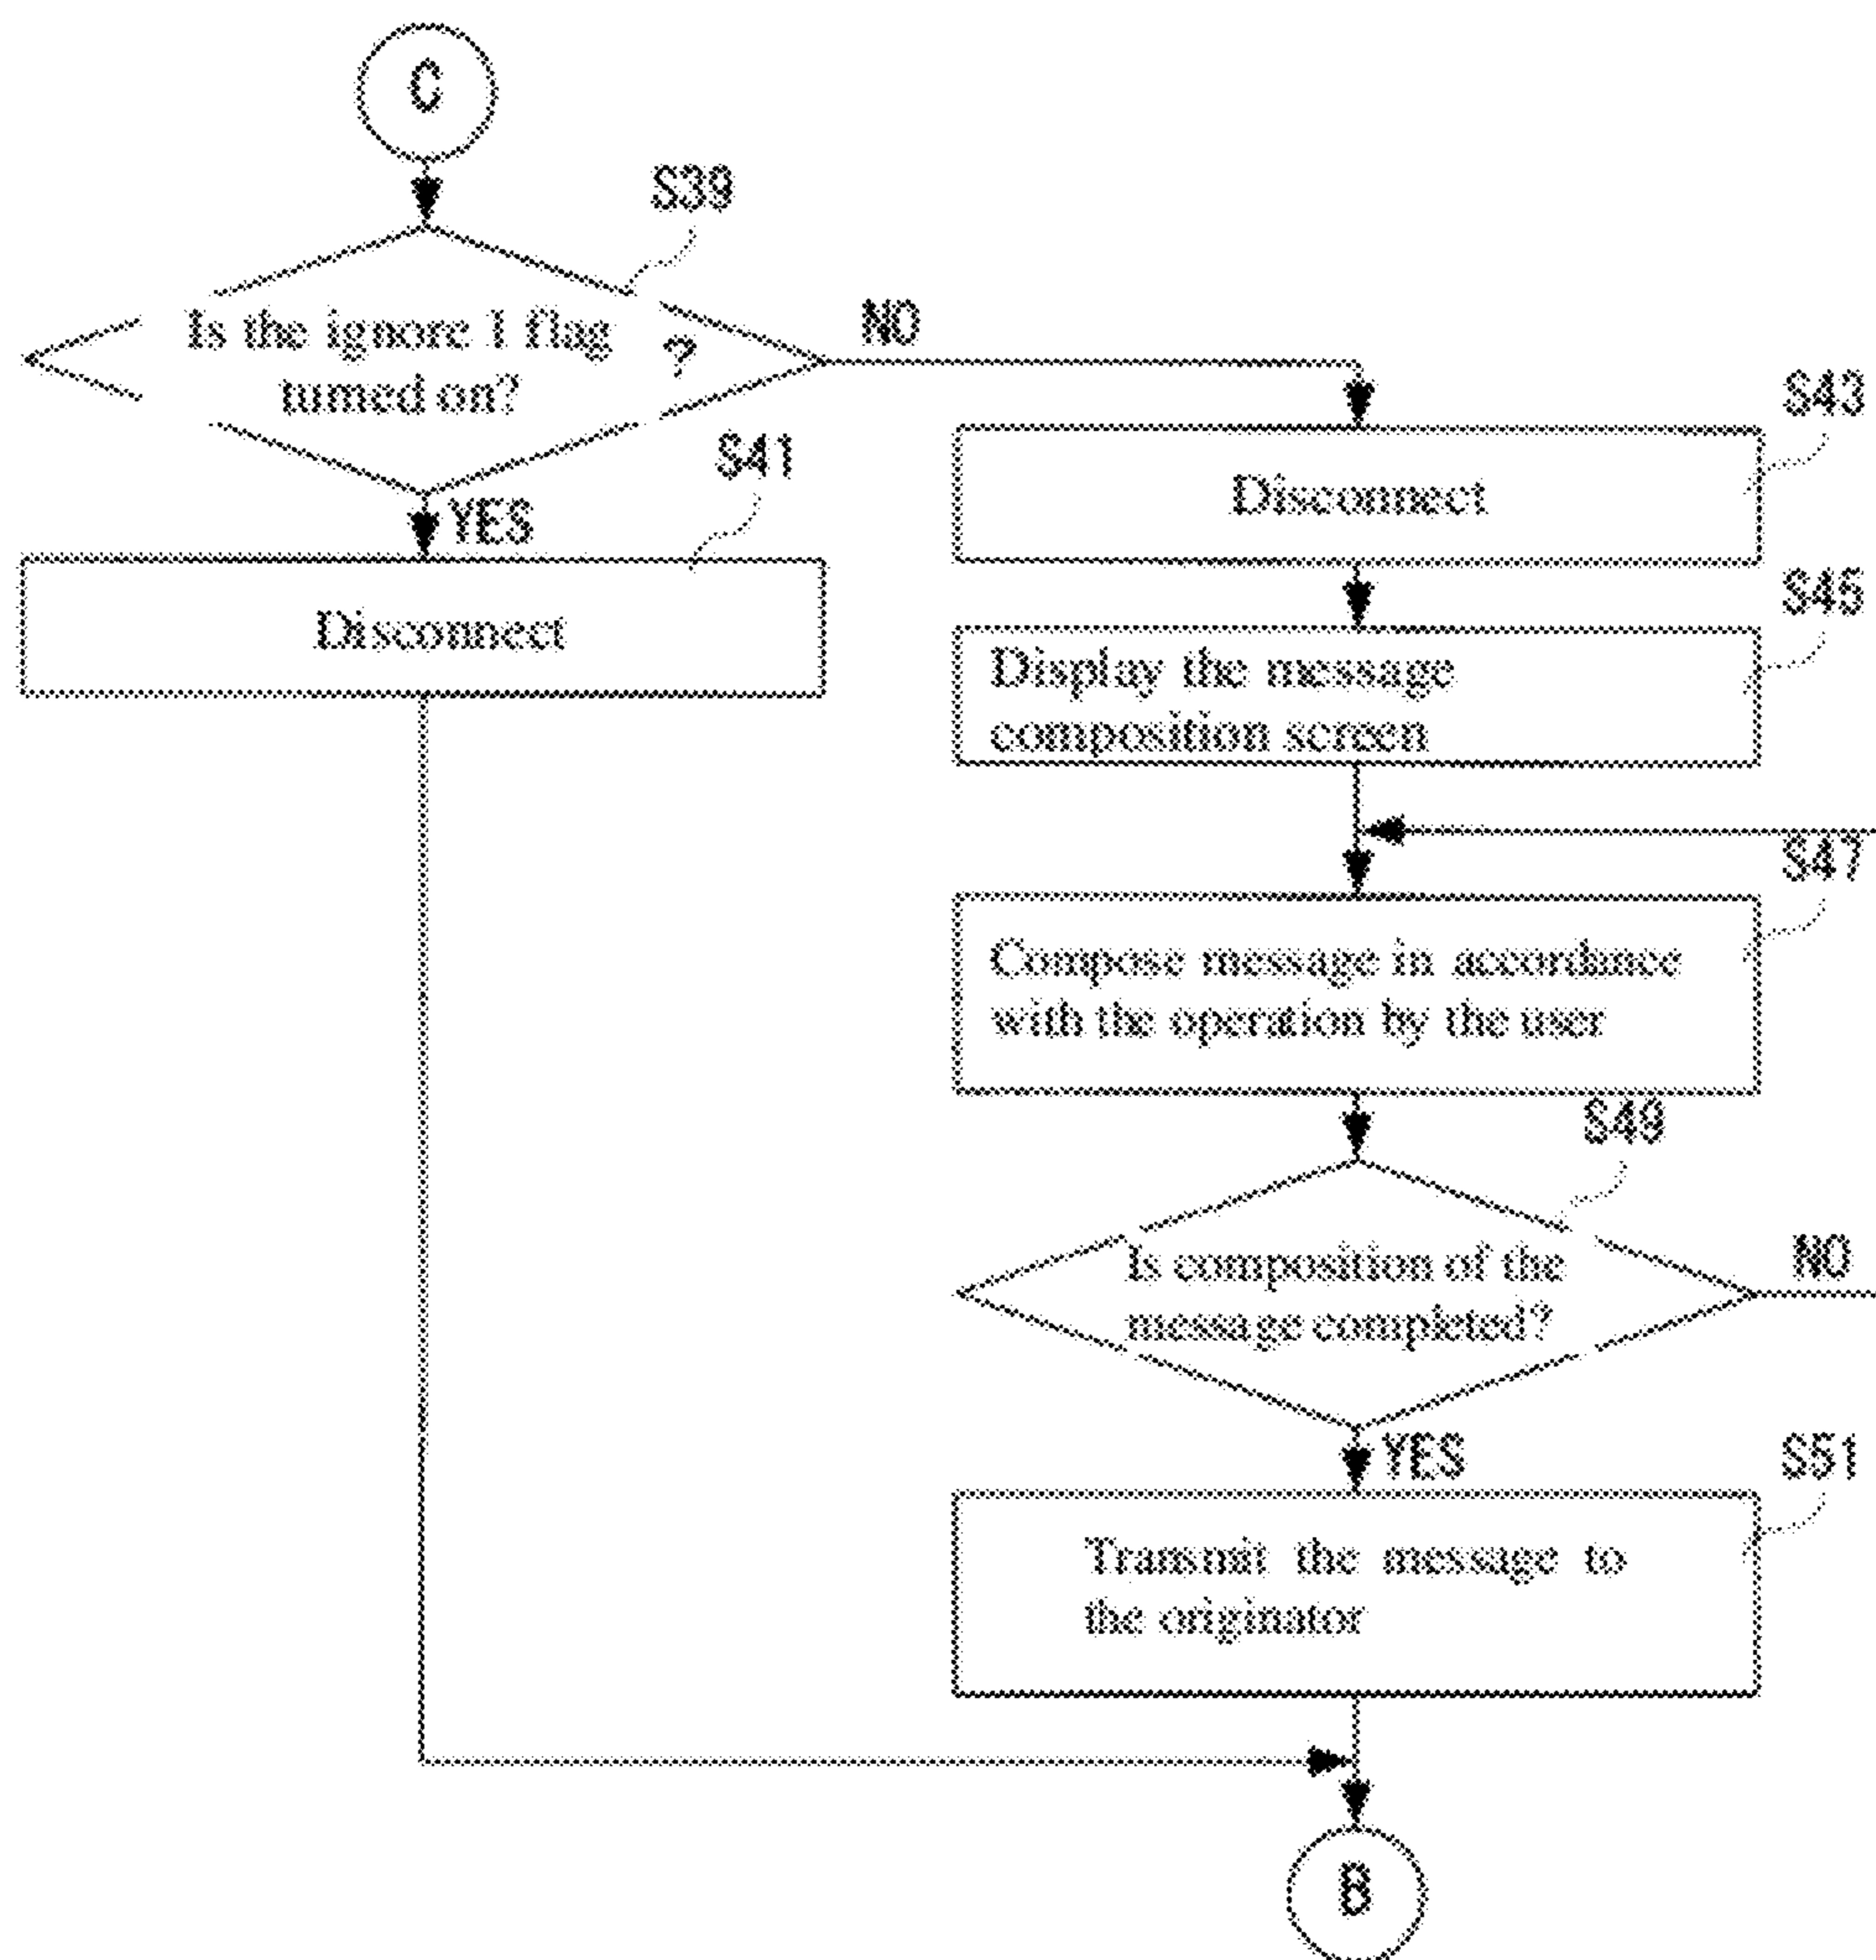 C
S39
Is the ignore 1 flag
tumed on?
?
NO
S41
YES
Disconnect
S43
Disconnect
S45
Display the message
composition screen
S47
Compose message in accordance
with the operation by the user
S49
Is composition of the
message completed?
NO
YES
S51
Transmit the message to
the originator
B